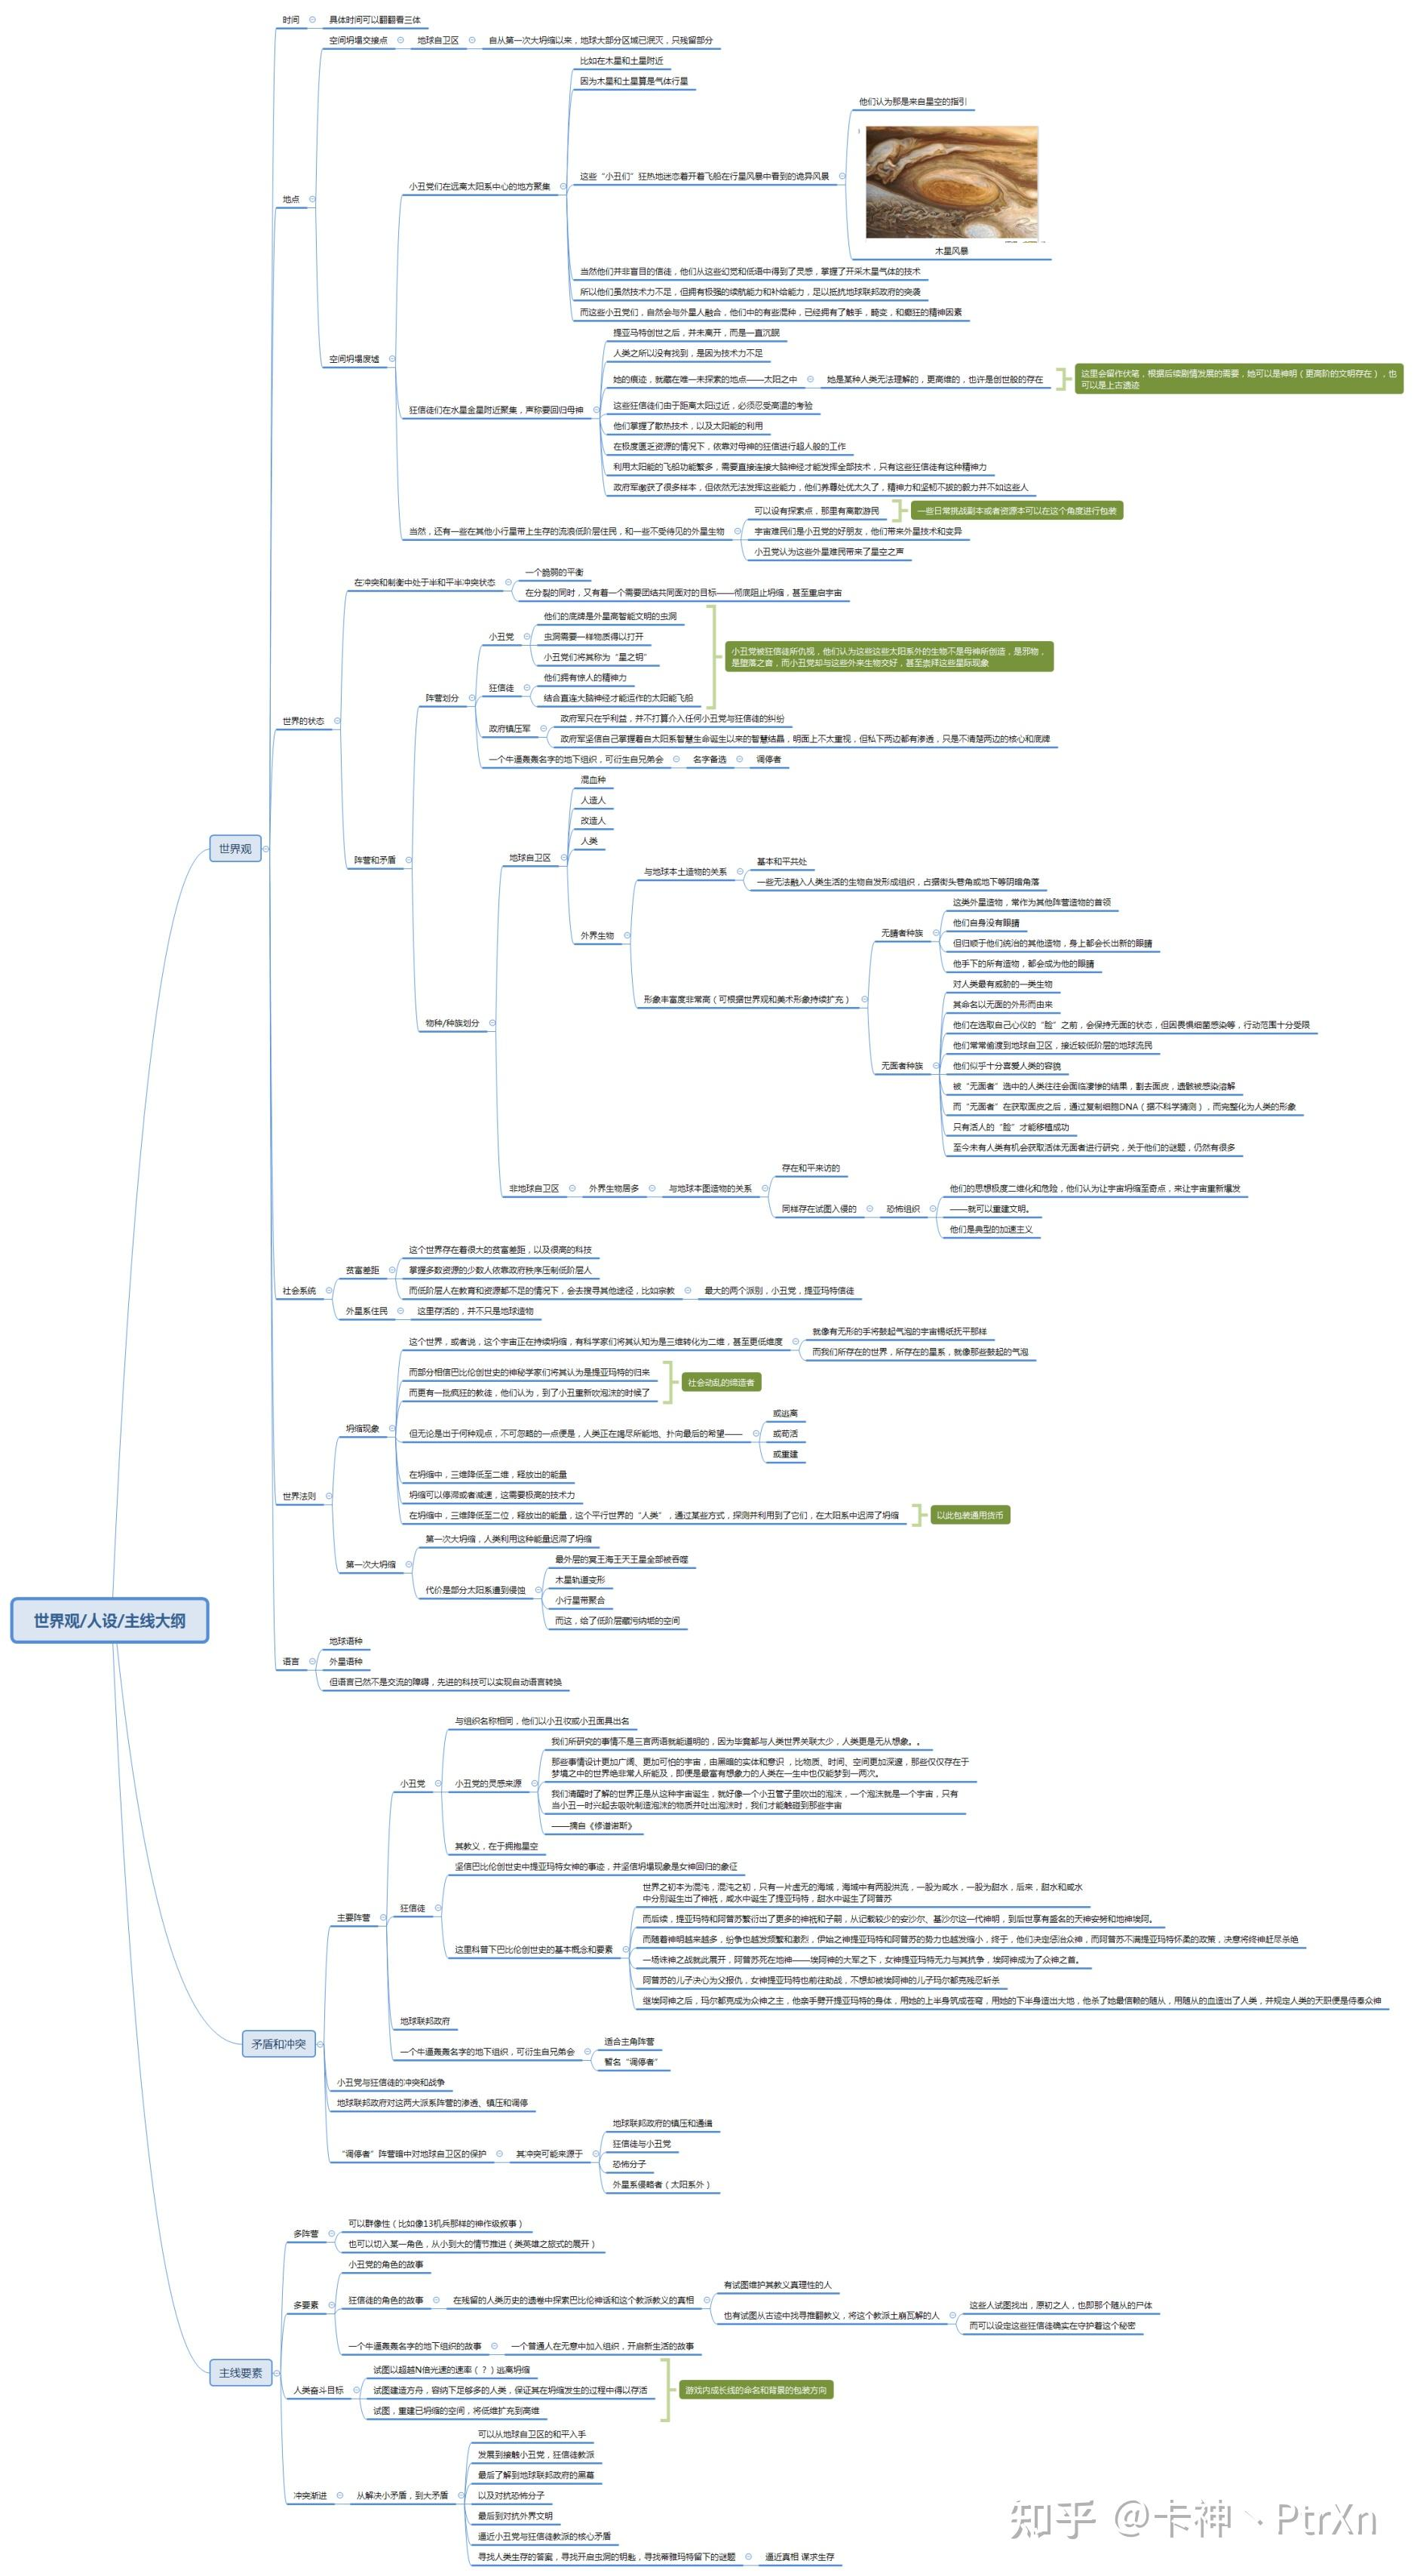 世界观/人设/主线大纲
世界观
时间
具体时间可以翻翻看三体
地点
空间坍塌交接点
地球自卫区
自从第一次大坍缩以来，地球大部分区域已泯灭，只残留部分
空间坍塌废墟
小丑党们在远离太阳系中心的地方聚集
比如在木星和土星附近
因为木星和土星算是气体行星
这些“小丑们”狂热地迷恋着开着飞船在行星风暴中看到的诡异风景
他们认为那是来自星空的指引
木星风暴
当然他们并非盲目的信徒，他们从这些幻觉和低语中得到了灵感，掌握了开采木星气体的技术
所以他们虽然技术力不足，但拥有极强的续航能力和补给能力，足以抵抗地球联邦政府的突袭
而这些小丑党们，自然会与外星人融合，他们中的有些混种，已经拥有了触手，畸变，和癫狂的精神因素
狂信徒们在水星金星附近聚集，声称要回归母神
提亚马特创世之后，并未离开，而是一直沉眠
人类之所以没有找到，是因为技术力不足
她的痕迹，就藏在唯一未探索的地点——太阳之中
她是某种人类无法理解的，更高维的，也许是创世般的存在
这里会留作伏笔，根据后续剧情发展的需要，她可以是神明（更高阶的文明存在），也
可以是上古遗迹
这些狂信徒们由于距离太阳过近，必须忍受高温的考验
他们掌握了散热技术，以及太阳能的利用
在极度匮乏资源的情况下，依靠对母神的狂信进行超人般的工作
利用太阳能的飞船功能繁多，需要直接连接大脑神经才能发挥全部技术，只有这些狂信徒有这种精神力
政府军缴获了很多样本，但依然无法发挥这些能力，他们养尊处优太久了，精神力和坚韧不拔的毅力并不如这些人
当然，还有一些在其他小行星带上生存的流浪低阶层住民，和一些不受待见的外星生物
可以设有探索点，那里有离散游民
一些日常挑战副本或者资源本可以在这个角度进行包装
宇宙难民们是小丑党的好朋友，他们带来外星技术和变异
小丑党认为这些外星难民带来了星空之声
世界的状态
在冲突和制衡中处于半和平半冲突状态
一个脆弱的平衡
在分裂的同时，又有着一个需要团结共同面对的目标——彻底阻止坍缩，甚至重启宇宙
阵营和矛盾
阵营划分
小丑党
他们的底牌是外星高智能文明的虫洞
虫洞需要一样物质得以打开
小丑党们将其称为“星之钥”
狂信徒
他们拥有惊人的精神力
结合直连大脑神经才能运作的太阳能飞船
小丑党被狂信徒所仇视，他们认为这些这些太阳系外的生物不是母神所创造，是邪物，
是堕落之音，而小丑党却与这些外来生物交好，甚至崇拜这些星际现象
政府镇压军
政府军只在乎利益，并不打算介入任何小丑党与狂信徒的纠纷
政府军坚信自己掌握着自太阳系智慧生命诞生以来的智慧结晶，明面上不太重视，但私下两边都有渗透，只是不清楚两边的核心和底牌
一个牛逼轰轰名字的地下组织，可衍生自兄弟会
名字备选
调停者
物种/种族划分
地球自卫区
混血种
人造人
改造人
人类
外界生物
与地球本土造物的关系
基本和平共处
一些无法融入人类生活的生物自发形成组织，占据街头巷角或地下等阴暗角落
形象丰富度非常高（可根据世界观和美术形象持续扩充）
无睛者种族
这类外星造物，常作为其他阵营造物的首领
他们自身没有眼睛
但归顺于他们统治的其他造物，身上都会长出新的眼睛
他手下的所有造物，都会成为他的眼睛
无面者种族
对人类最有威胁的一类生物
其命名以无面的外形而由来
他们在选取自己心仪的“脸”之前，会保持无面的状态，但因畏惧细菌感染等，行动范围十分受限
他们常常偷渡到地球自卫区，接近较低阶层的地球流民
他们似乎十分喜爱人类的容貌
被“无面者”选中的人类往往会面临凄惨的结果，割去面皮，遗骸被感染溶解
而“无面者”在获取面皮之后，通过复制细胞DNA（据不科学猜测），而完整化为人类的形象
只有活人的“脸”才能移植成功
至今未有人类有机会获取活体无面者进行研究，关于他们的谜题，仍然有很多
非地球自卫区
外界生物居多
与地球本图造物的关系
存在和平来访的
同样存在试图入侵的
恐怖组织
他们的思想极度二维化和危险，他们认为让宇宙坍缩至奇点，来让宇宙重新爆发
——就可以重建文明。
他们是典型的加速主义
社会系统
贫富差距
这个世界存在着很大的贫富差距，以及很高的科技
掌握多数资源的少数人依靠政府秩序压制低阶层人
而低阶层人在教育和资源都不足的情况下，会去搜寻其他途径，比如宗教
最大的两个派别，小丑党，提亚玛特信徒
外星系住民
这里存活的，并不只是地球造物
世界法则
坍缩现象
这个世界，或者说，这个宇宙正在持续坍缩，有科学家们将其认知为是三维转化为二维，甚至更低维度
就像有无形的手将鼓起气泡的宇宙锡纸抚平那样
而我们所存在的世界，所存在的星系，就像那些鼓起的气泡
而部分相信巴比伦创世史的神秘学家们将其认为是提亚玛特的归来
而更有一批疯狂的教徒，他们认为，到了小丑重新吹泡沫的时候了
社会动乱的缔造者
但无论是出于何种观点，不可忽略的一点便是，人类正在竭尽所能地、扑向最后的希望——
或逃离
或苟活
或重建
在坍缩中，三维降低至二维，释放出的能量
坍缩可以停滞或者减速，这需要极高的技术力
在坍缩中，三维降低至二位，释放出的能量，这个平行世界的“人类”，通过某些方式，探测并利用到了它们，在太阳系中迟滞了坍缩
以此包装通用货币
第一次大坍缩
第一次大坍缩，人类利用这种能量迟滞了坍缩
代价是部分太阳系遭到侵蚀
最外层的冥王海王天王星全部被吞噬
木星轨道变形
小行星带聚合
而这，给了低阶层藏污纳垢的空间
语言
地球语种
外星语种
但语言已然不是交流的障碍，先进的科技可以实现自动语言转换
矛盾和冲突
主要阵营
小丑党
与组织名称相同，他们以小丑妆或小丑面具出名
小丑党的灵感来源
我们所研究的事情不是三言两语就能道明的，因为毕竟都与人类世界关联太少，人类更是无从想象。。
那些事情设计更加广阔、更加可怕的宇宙，由黑暗的实体和意识 ，比物质、时间、空间更加深邃，那些仅仅存在于
梦境之中的世界绝非常人所能及，即便是最富有想象力的人类在一生中也仅能梦到一两次。
我们清醒时了解的世界正是从这种宇宙诞生，就好像一个小丑管子里吹出的泡沫，一个泡沫就是一个宇宙，只有
当小丑一时兴起去吸吮制造泡沫的物质并吐出泡沫时，我们才能触碰到那些宇宙
——摘自《修谱诺斯》
其教义，在于拥抱星空
狂信徒
坚信巴比伦创世史中提亚玛特女神的事迹，并坚信坍塌现象是女神回归的象征
这里科普下巴比伦创世史的基本概念和要素
世界之初本为混沌，混沌之初，只有一片虚无的海域，海域中有两股洪流，一股为咸水，一股为甜水，后来，甜水和咸水
中分别诞生出了神祇，咸水中诞生了提亚玛特，甜水中诞生了阿普苏
而后续，提亚玛特和阿普苏繁衍出了更多的神祇和子嗣，从记载较少的安沙尔、基沙尔这一代神明，到后世享有盛名的天神安努和地神埃阿。
而随着神明越来越多，纷争也越发频繁和激烈，伊始之神提亚玛特和阿普苏的势力也越发缩小，终于，他们决定惩治众神，而阿普苏不满提亚玛特怀柔的政策，决意将终神赶尽杀绝
一场诛神之战就此展开，阿普苏死在地神——埃阿神的大军之下，女神提亚玛特无力与其抗争，埃阿神成为了众神之首。
阿普苏的儿子决心为父报仇，女神提亚玛特也前往助战，不想却被埃阿神的儿子玛尔都克残忍斩杀
继埃阿神之后，玛尔都克成为众神之主，他亲手劈开提亚玛特的身体，用她的上半身筑成苍穹，用她的下半身造出大地，他杀了她最信赖的随从，用随从的血造出了人类，并规定人类的天职便是侍奉众神
地球联邦政府
一个牛逼轰轰名字的地下组织，可衍生自兄弟会
适合主角阵营
暂名“调停者”
小丑党与狂信徒的冲突和战争
地球联邦政府对这两大派系阵营的渗透、镇压和调停
“调停者”阵营暗中对地球自卫区的保护
其冲突可能来源于
地球联邦政府的镇压和通缉
狂信徒与小丑党
恐怖分子
外星系侵略者（太阳系外）
主线要素
多阵营
可以群像性（比如像13机兵那样的神作级叙事）
也可以切入某一角色，从小到大的情节推进（类英雄之旅式的展开）
多要素
小丑党的角色的故事
狂信徒的角色的故事
在残留的人类历史的遗卷中探索巴比伦神话和这个教派教义的真相
有试图维护其教义真理性的人
也有试图从古迹中找寻推翻教义，将这个教派土崩瓦解的人
这些人试图找出，原初之人，也即那个随从的尸体
而可以设定这些狂信徒确实在守护着这个秘密
一个牛逼轰轰名字的地下组织的故事
一个普通人在无意中加入组织，开启新生活的故事
人类奋斗目标
试图以超越N倍光速的速率（？）逃离坍缩
试图建造方舟，容纳下足够多的人类，保证其在坍缩发生的过程中得以存活
试图，重建已坍缩的空间，将低维扩充到高维
游戏内成长线的命名和背景的包装方向
冲突渐进
从解决小矛盾，到大矛盾
可以从地球自卫区的和平入手
发展到接触小丑党，狂信徒教派
最后了解到地球联邦政府的黑幕
以及对抗恐怖分子
最后到对抗外界文明
逼近小丑党与狂信徒教派的核心矛盾
寻找人类生存的答案，寻找开启虫洞的钥匙，寻找蒂雅玛特留下的谜题
逼近真相 谋求生存
知乎 @卡神丶PtrXn